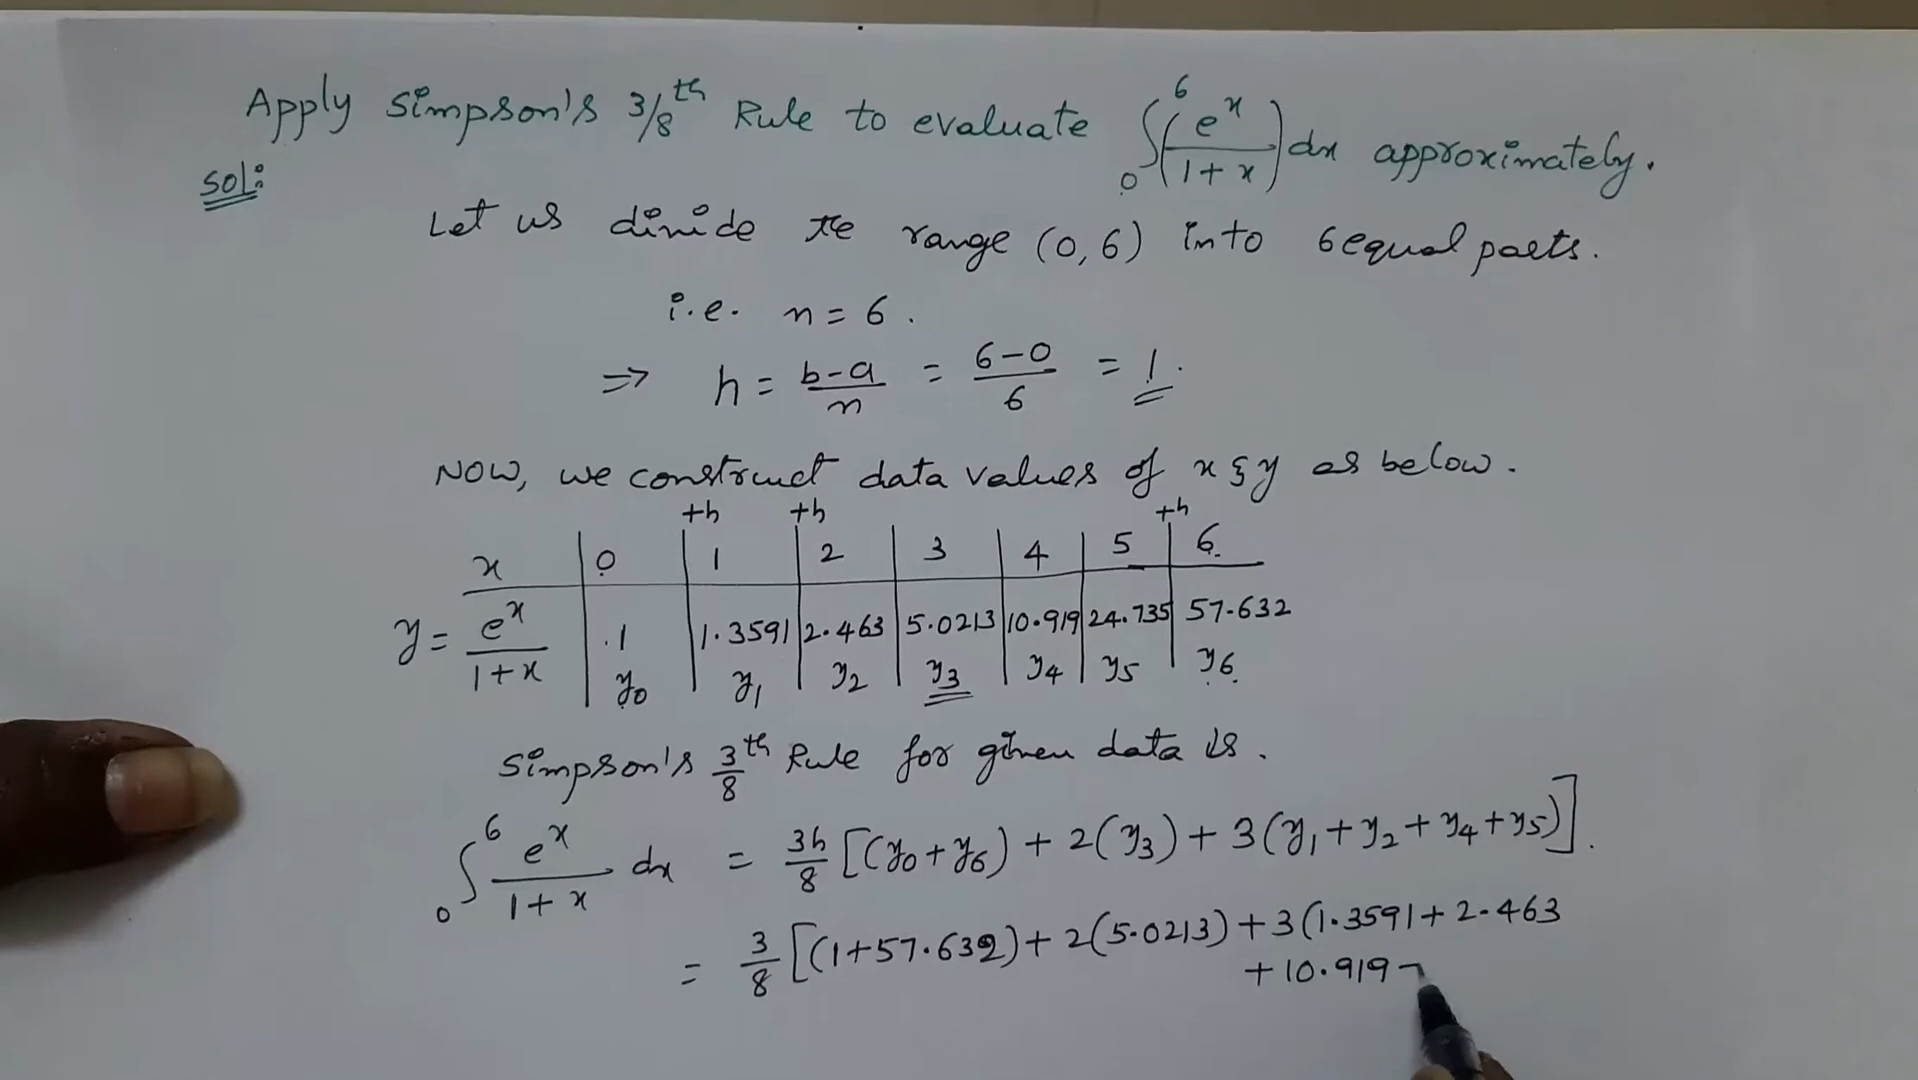 Apply Simpson's 3/8th Rule to evaluate ∫₀⁶ (e^x/(1+x)) dx approximately.
Sol:
Let us divide the range (0,6) into 6 equal parts.
i.e. n = 6.
⇒ h = (b-a)/n = (6-0)/6 = 1.
Now, we construct data values of x & y as below.
+h +h +h
x | 0 | 1 | 2 | 3 | 4 | 5 | 6
y = e^x/(1+x) | 1 | 1.3591 | 2.463 | 5.0213 | 10.919 | 24.735 | 57.632
y₀ y₁ y₂ y₃ y₄ y₅ y₆
Simpson's 3/8 th Rule for given data is.
∫₀⁶ e^x/(1+x) dx = 3h/8 [(y₀+y₆) + 2(y₃) + 3(y₁+y₂+y₄+y₅)].
= 3/8 [(1+57.632) + 2(5.0213) + 3(1.3591 + 2.463
+ 10.919 -